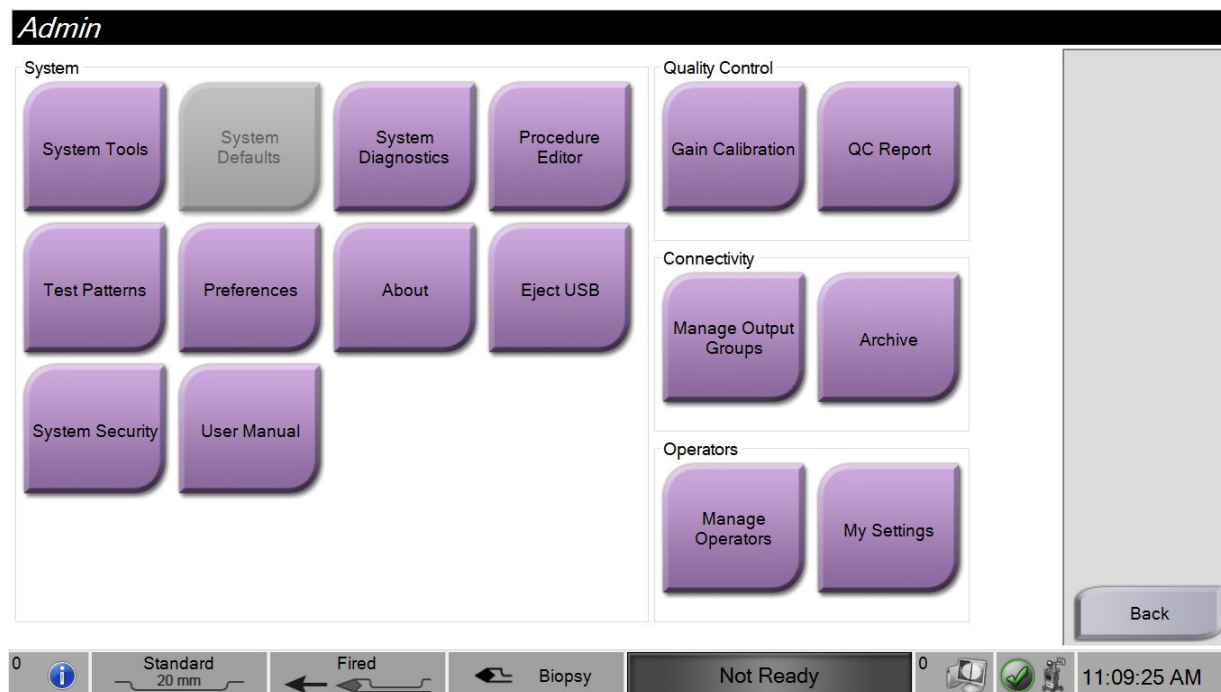 Admin
System
System Tools
System
Defaults
System
Diagnostics
Procedure
Editor
Test Patterns
Preferences
About
Eject USB
System Security
User Manual
Quality Control
Gain Calibration
QC Report
Connectivity
Manage Output
Groups
Archive
Operators
Manage
Operators
My Settings
Back
0
Standard
20 mm
Fired
Biopsy
Not Ready
0
11:09:25 AM